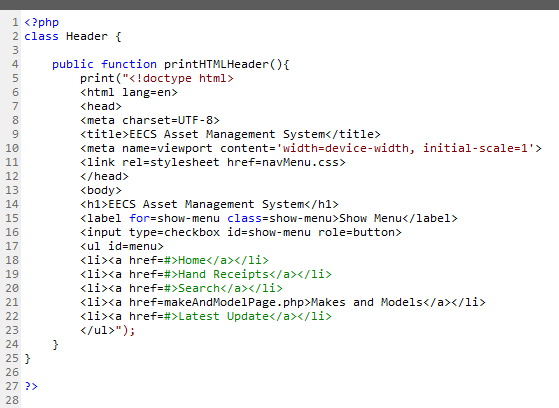 1 <?php
2 class Header {
3
4     public function printHTMLHeader(){
5         print("<!doctype html>
6         <html lang=en>
7         <head>
8         <meta charset=UTF-8>
9         <title>EECS Asset Management System</title>
10         <meta name=viewport content='width=device-width, initial-scale=1'>
11         <link rel=stylesheet href=navMenu.css>
12         </head>
13         <body>
14         <h1>EECS Asset Management System</h1>
15         <label for=show-menu class=show-menu>Show Menu</label>
16         <input type=checkbox id=show-menu role=button>
17         <ul id=menu>
18         <li><a href=#>Home</a></li>
19         <li><a href=#>Hand Receipts</a></li>
20         <li><a href=#>Search</a></li>
21         <li><a href=makeAndModelPage.php>Makes and Models</a></li>
22         <li><a href=#>Latest Update</a></li>
23         </ul>");
24     }
25 }
26
27 ?>
28